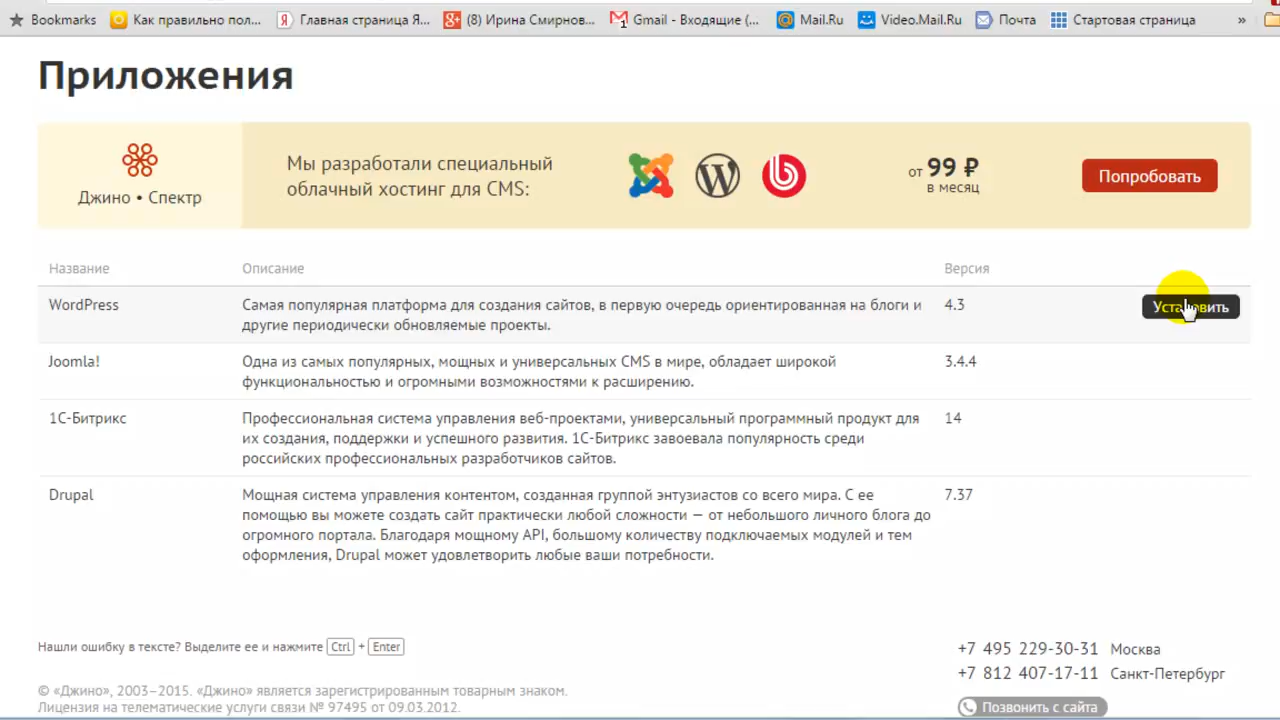 Bookmarks Как правильно пол... Главная страница Я... (8) Ирина Смирнов... Gmail - Входящие (... Mail.Ru Video.Mail.Ru Почта Стартовая страница »
Приложения
Джино • Спектр
Мы разработали специальный
облачный хостинг для CMS:
от 99 ₽
в месяц
Попробовать
Название Описание Версия
WordPress Самая популярная платформа для создания сайтов, в первую очередь ориентированная на блоги и 4.3 Установить
другие периодически обновляемые проекты.
Joomla! Одна из самых популярных, мощных и универсальных CMS в мире, обладает широкой 3.4.4
функциональностью и огромными возможностями к расширению.
1С-Битрикс Профессиональная система управления веб-проектами, универсальный программный продукт для 14
их создания, поддержки и успешного развития. 1С-Битрикс завоевала популярность среди
российских профессиональных разработчиков сайтов.
Drupal Мощная система управления контентом, созданная группой энтузиастов со всего мира. С ее 7.37
помощью вы можете создать сайт практически любой сложности — от небольшого личного блога до
огромного портала. Благодаря мощному API, большому количеству подключаемых модулей и тем
оформления, Drupal может удовлетворить любые ваши потребности.
Нашли ошибку в тексте? Выделите ее и нажмите Ctrl + Enter
+7 495 229-30-31 Москва
+7 812 407-17-11 Санкт-Петербург
© «Джино», 2003–2015. «Джино» является зарегистрированным товарным знаком.
Лицензия на телематические услуги связи № 97495 от 09.03.2012.
Позвонить с сайта